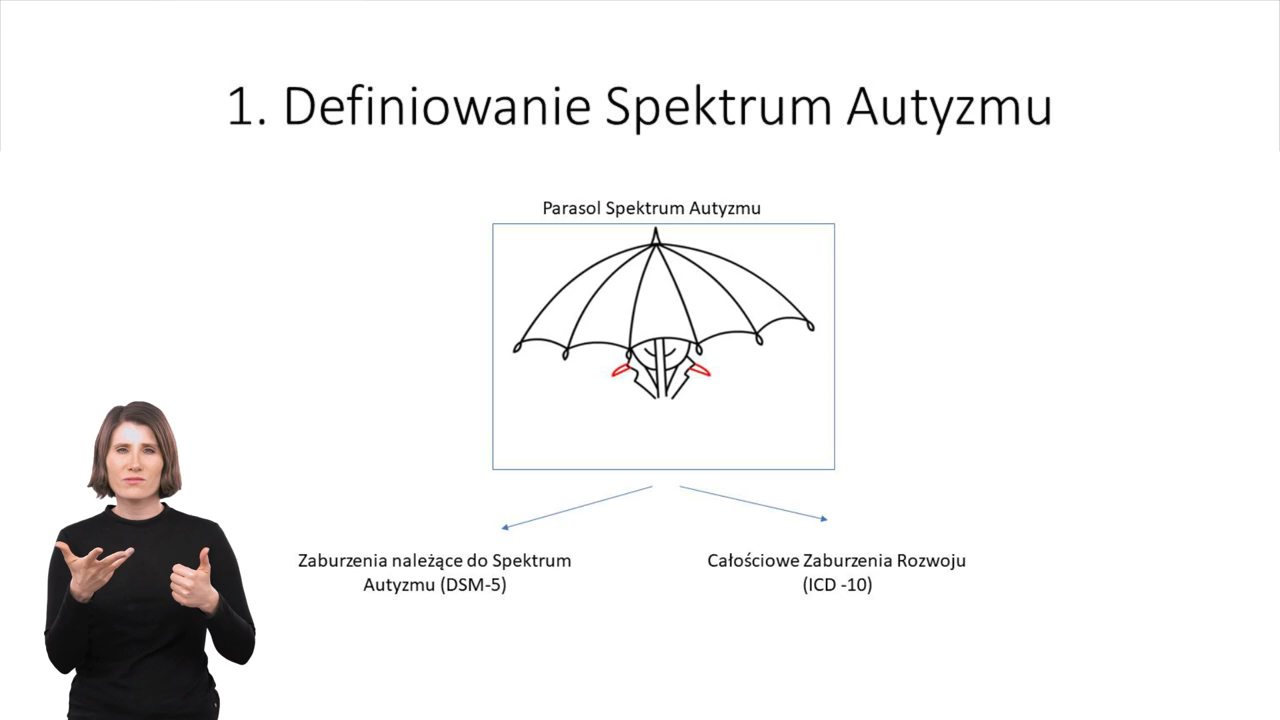 1. Definiowanie Spektrum Autyzmu
Parasol Spektrum Autyzmu
Zaburzenia należące do Spektrum
Autyzmu (DSM-5)
Całościowe Zaburzenia Rozwoju
(ICD -10)